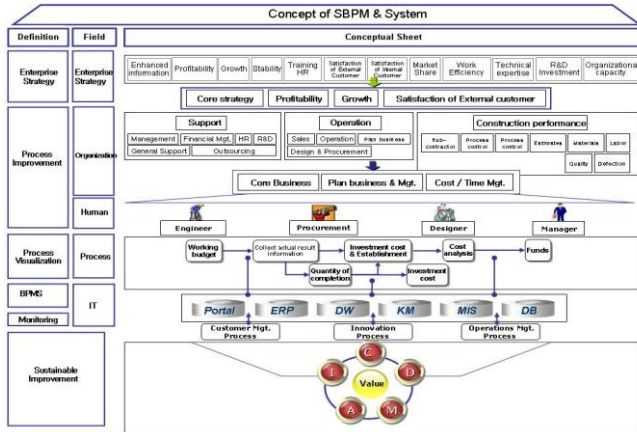 Concept of SBPM & System
Definition
Field
Conceptual Sheet
Enterprise
Strategy
Enterprise
Strategy
Enhanced
information
Profitability
Growth
Stability
Training
HR
Satisfaction
of External
Customer
Satisfaction
of Internal
Customer
Market
Share
Work
Efficiency
Technical
expertise
R&D
Investment
Organizational
capacity
Core strategy
Profitability
Growth
Satisfaction of External customer
Process
Improvement
Organization
Support
Management
Financial Mgt.
HR
R&D
General Support
Outsourcing
Operation
Sales
Operation
Plan business
Design & Procurement
Construction performance
Sub-
contractor
Process
control
Process
control
Estimates
Materials
Labor
Quality
Defection
Core Business
Plan business & Mgt.
Cost / Time Mgt.
Human
Engineer
Procurement
Designer
Manager
Process
Visualization
Process
Working
budget
Collect actual result
information
Investment cost
& Establishment
Cost
analysis
Funds
Quantity of
completion
Investment
cost
BPMS
IT
Monitoring
Portal
ERP
DW
KM
MIS
DB
Customer Mgt.
Process
Innovation
Process
Operations Mgt.
Process
Sustainable
Improvement
C
I
D
Value
A
M